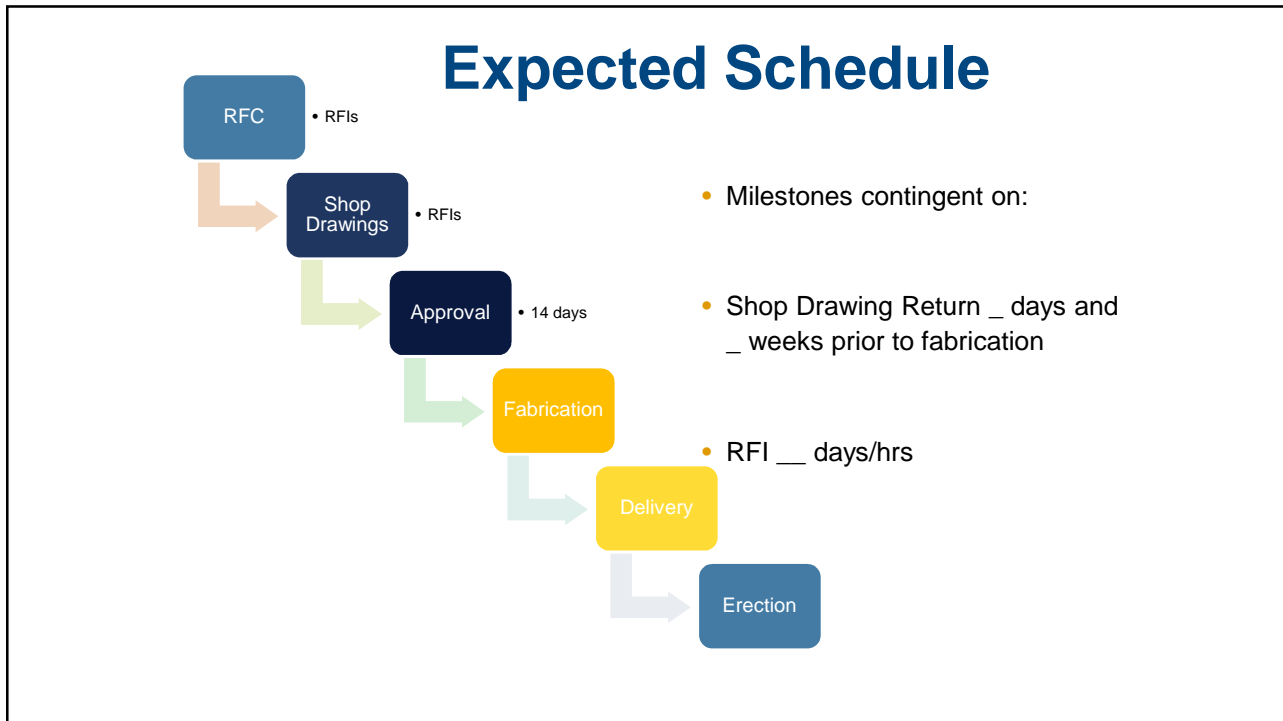 Expected Schedule
RFC
• RFIs
Shop
Drawings
• RFIs
Approval
• 14 days
Fabrication
Delivery
Erection
• Milestones contingent on:
• Shop Drawing Return _ days and
_ weeks prior to fabrication
• RFI __ days/hrs